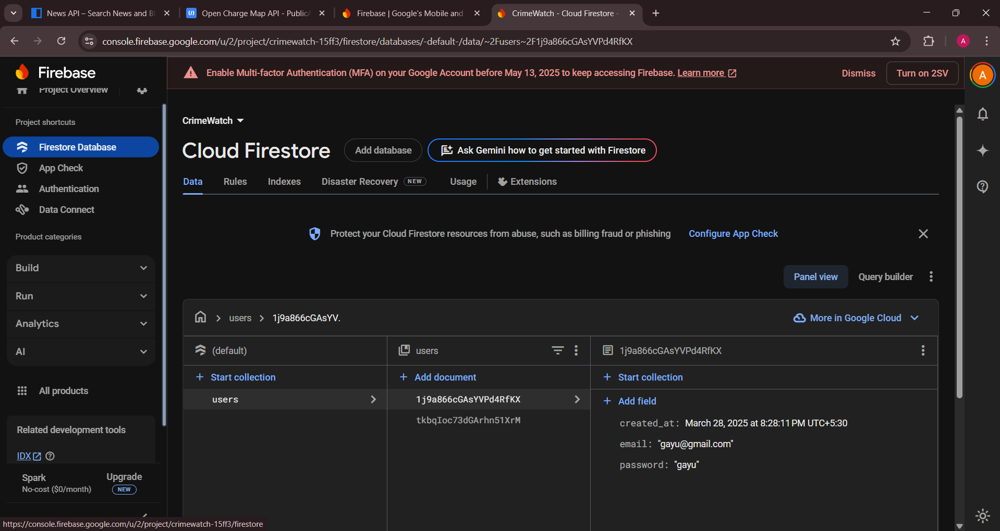 News API – Search News and Bl
Open Charge Map API - PublicA
Firebase | Google's Mobile and
CrimeWatch - Cloud Firestore -
console.firebase.google.com/u/2/project/crimewatch-15ff3/firestore/databases/-default-/data/~2Fusers~2F1j9a866cGAsYVPd4RfKX
A
Firebase
Enable Multi-factor Authentication (MFA) on your Google Account before May 13, 2025 to keep accessing Firebase. Learn more
Dismiss
Turn on 2SV
A
Project Overview
Project shortcuts
Firestore Database
App Check
Authentication
Data Connect
Product categories
Build
Run
Analytics
AI
All products
Related development tools
IDX
Spark
No-cost ($0/month)
Upgrade
NEW
https://console.firebase.google.com/u/2/project/crimewatch-15ff3/firestore
CrimeWatch
Cloud Firestore
Add database
Ask Gemini how to get started with Firestore
Data
Rules
Indexes
Disaster Recovery NEW
Usage
Extensions
Protect your Cloud Firestore resources from abuse, such as billing fraud or phishing
Configure App Check
Panel view
Query builder
users
1j9a866cGAsYV.
More in Google Cloud
(default)
+ Start collection
users
users
+ Add document
1j9a866cGAsYVPd4RfKX
tkbqIoc73dGArhn51XrM
1j9a866cGAsYVPd4RfKX
+ Start collection
+ Add field
created_at: March 28, 2025 at 8:28:11 PM UTC+5:30
email: "gayu@gmail.com"
password: "gayu"